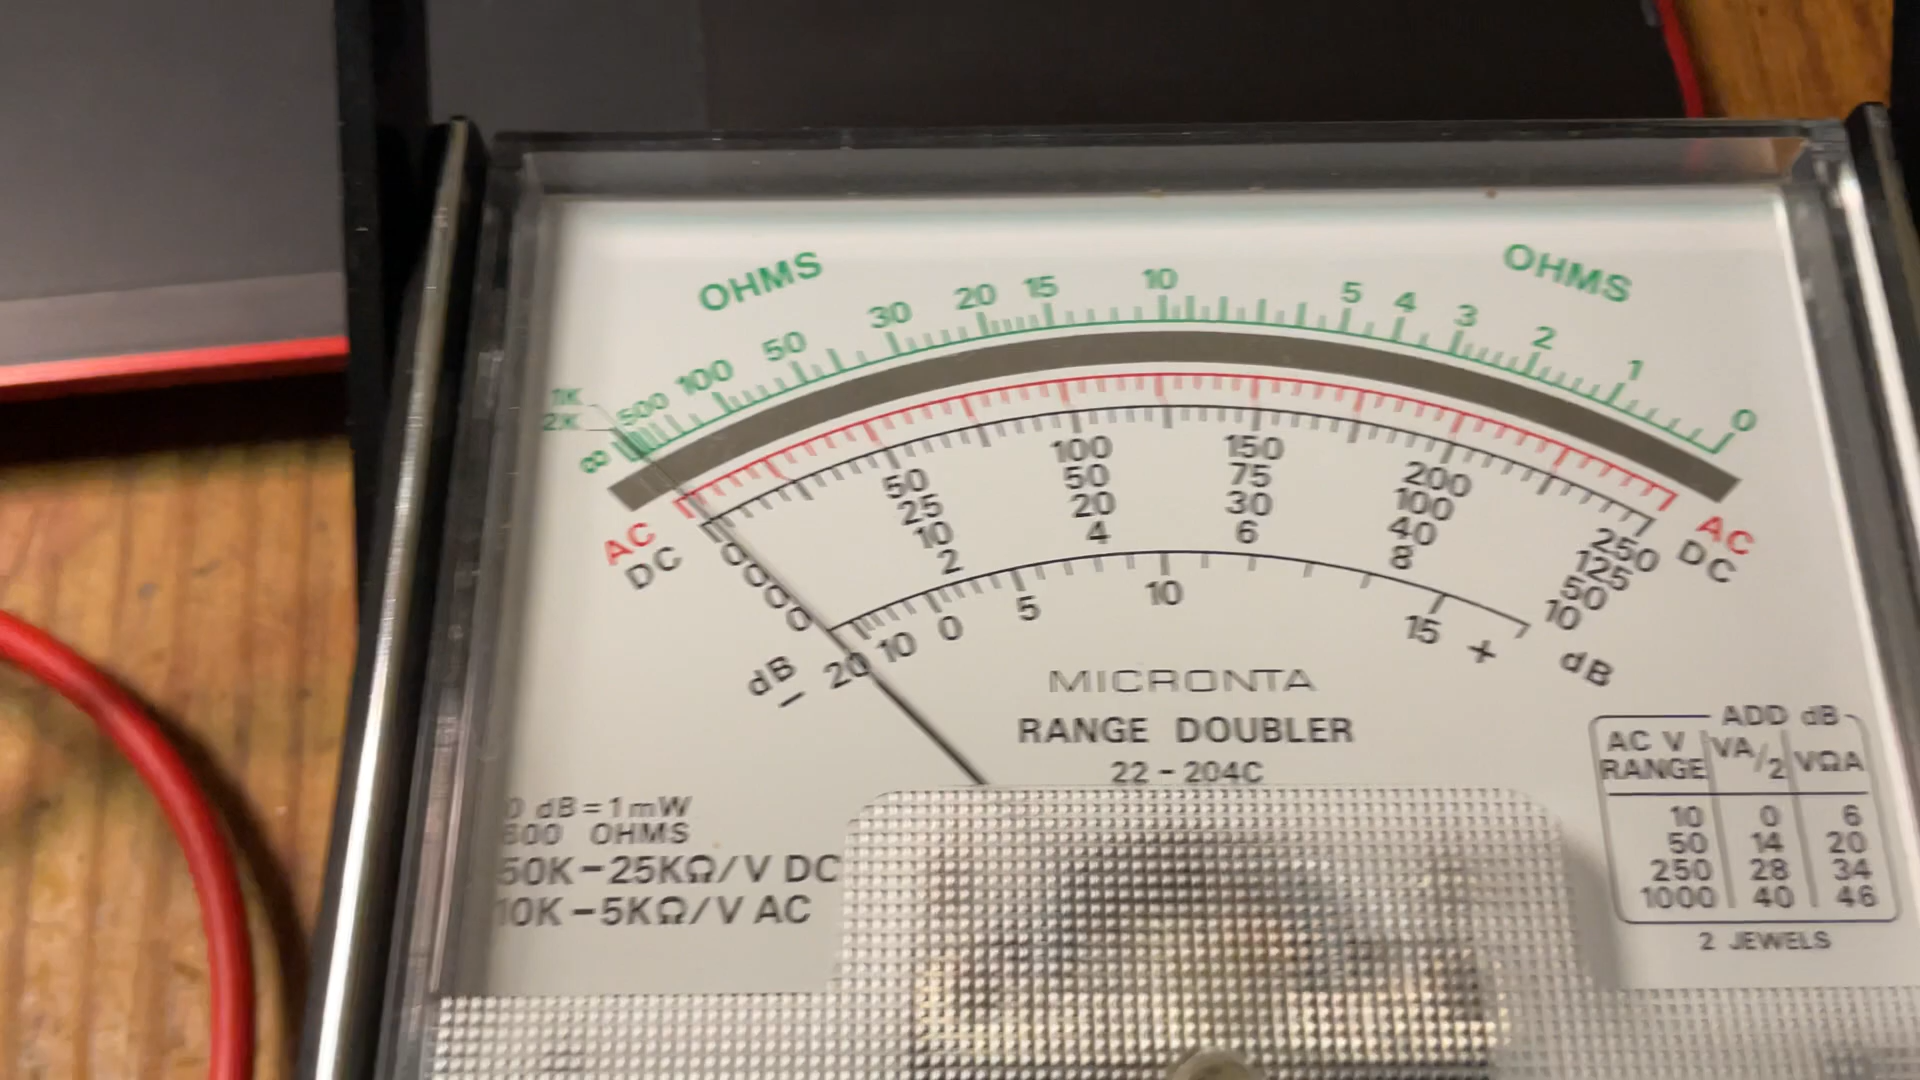 OHMS OHMS
∞ 2K 1K 500 100 50 30 20 15 10 5 4 3 2 1 0
AC AC
DC DC
0 50 100 150 200 250
0 25 50 75 100 125
0 10 20 30 40 50
0 2 4 6 8 10
dB − 20 10 0 5 10 15 + dB
MICRONTA
RANGE DOUBLER
22-204C
0 dB=1mW
600 OHMS
50K-25KΩ/V DC
10K-5KΩ/V AC
ADD dB
AC V RANGE VA/2 VΩA
10 0 6
50 14 20
250 28 34
1000 40 46
2 JEWELS